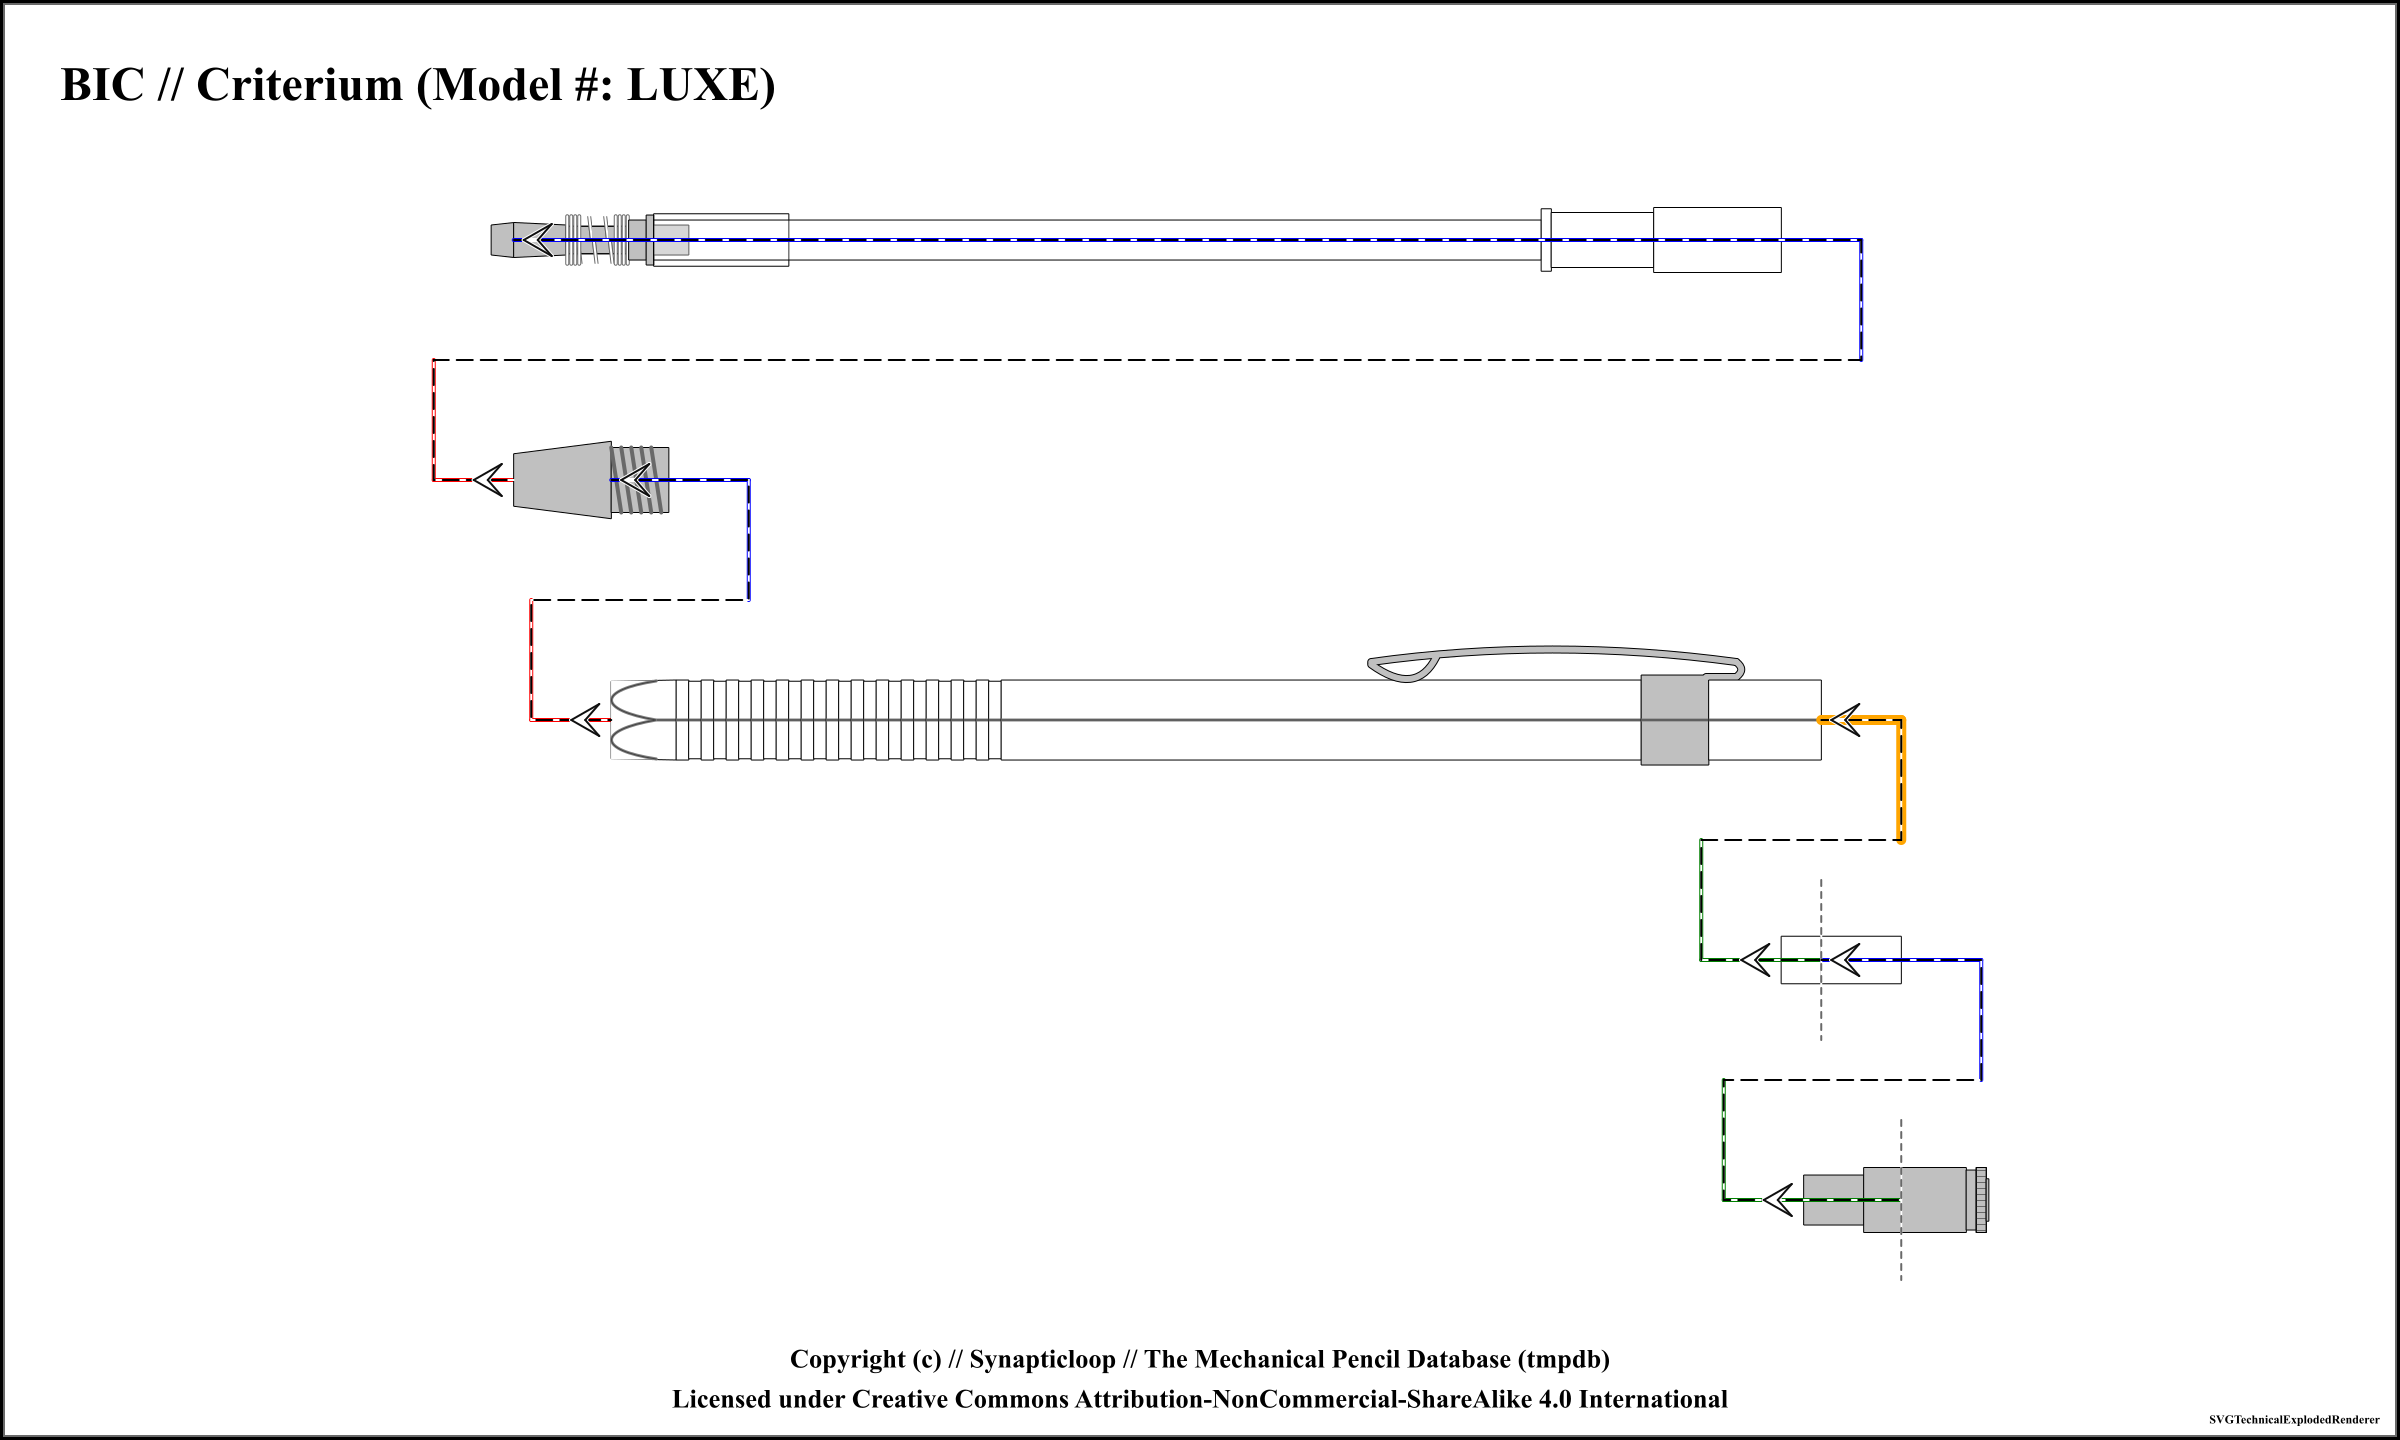 BIC // Criterium (Model #: LUXE)
Copyright (c) // Synapticloop // The Mechanical Pencil Database (tmpdb)
Licensed under Creative Commons Attribution-NonCommercial-ShareAlike 4.0 International
SVGTechnicalExplodedRenderer